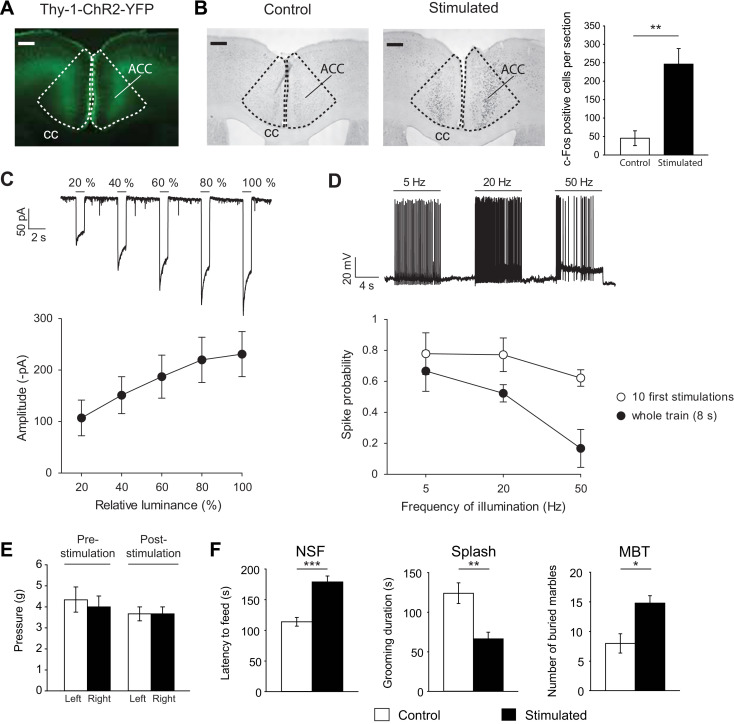 A Thy-1-ChR2-YFP
ACC
cc
B Control Stimulated
ACC
cc
ACC
c-Fos positive cells per section
400
350
300
250
200
150
100
50
0
**
Control Stimulated
C
20 % 40 % 60 % 80 % 100 %
50 pA
2 s
Amplitude (-pA)
300
200
100
0
20 40 60 80 100
Relative luminance (%)
D
5 Hz 20 Hz 50 Hz
20 mV
4 s
Spike probability
1
0.8
0.6
0.4
0.2
0
5 20 50
Frequency of illumination (Hz)
10 first stimulations
whole train (8 s)
E
Pre-
stimulation
Post-
stimulation
Pressure (g)
6
5
4
3
2
1
0
Left Right Left Right
F
NSF
***
Latency to feed (s)
200
150
100
50
0
Splash
**
Grooming duration (s)
150
100
50
0
MBT
*
Number of buried marbles
20
15
10
5
0
Control Stimulated